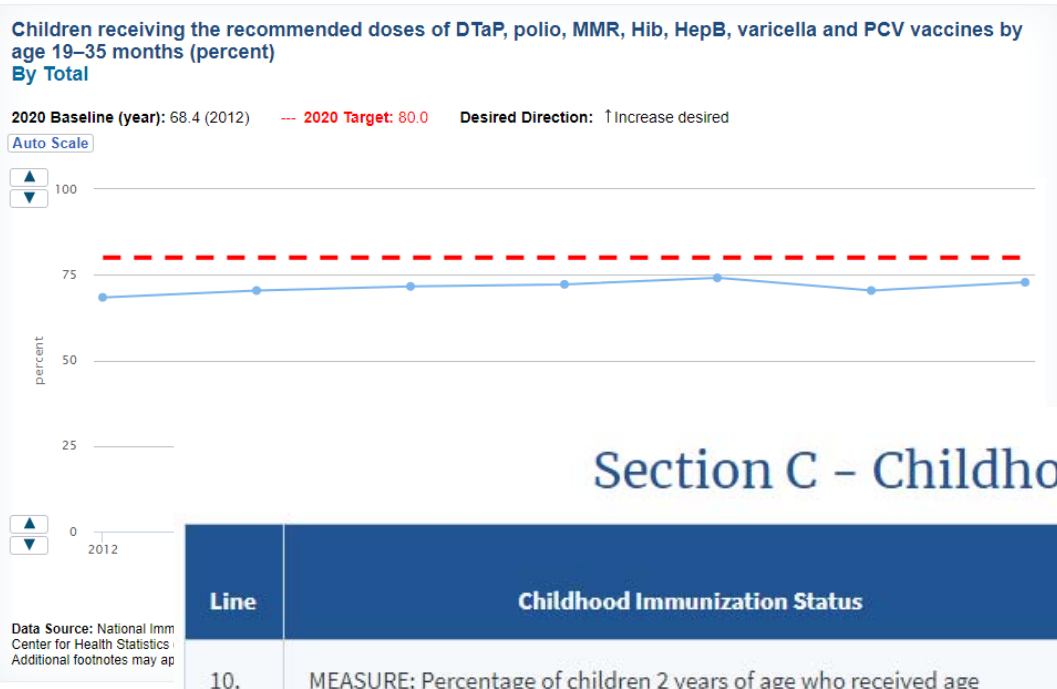 Children receiving the recommended doses of DTaP, polio, MMR, Hib, HepB, varicella and PCV vaccines by
age 19–35 months (percent)
By Total
2020 Baseline (year): 68.4 (2012) --- 2020 Target: 80.0 Desired Direction: ↑Increase desired
Auto Scale
100
75
50
percent
25
0
2012
Section C – Childho
Line Childhood Immunization Status
Data Source: National Imm
Center for Health Statistics
Additional footnotes may ap
10. MEASURE: Percentage of children 2 years of age who received age